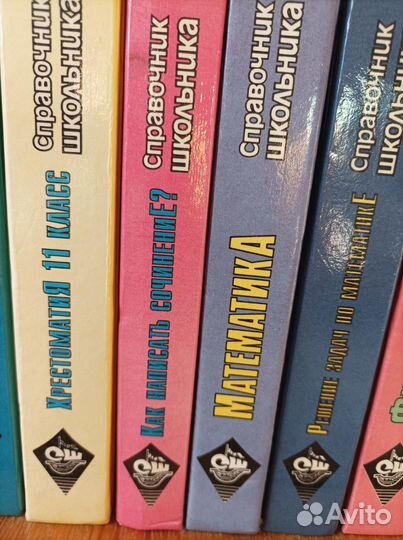 Справочник
школьника
Хрестоматия 11 класс
Справочник
школьника
Как написать сочинение?
Справочник
школьника
Математика
Справочник
школьника
Решение задач по математике
Avito